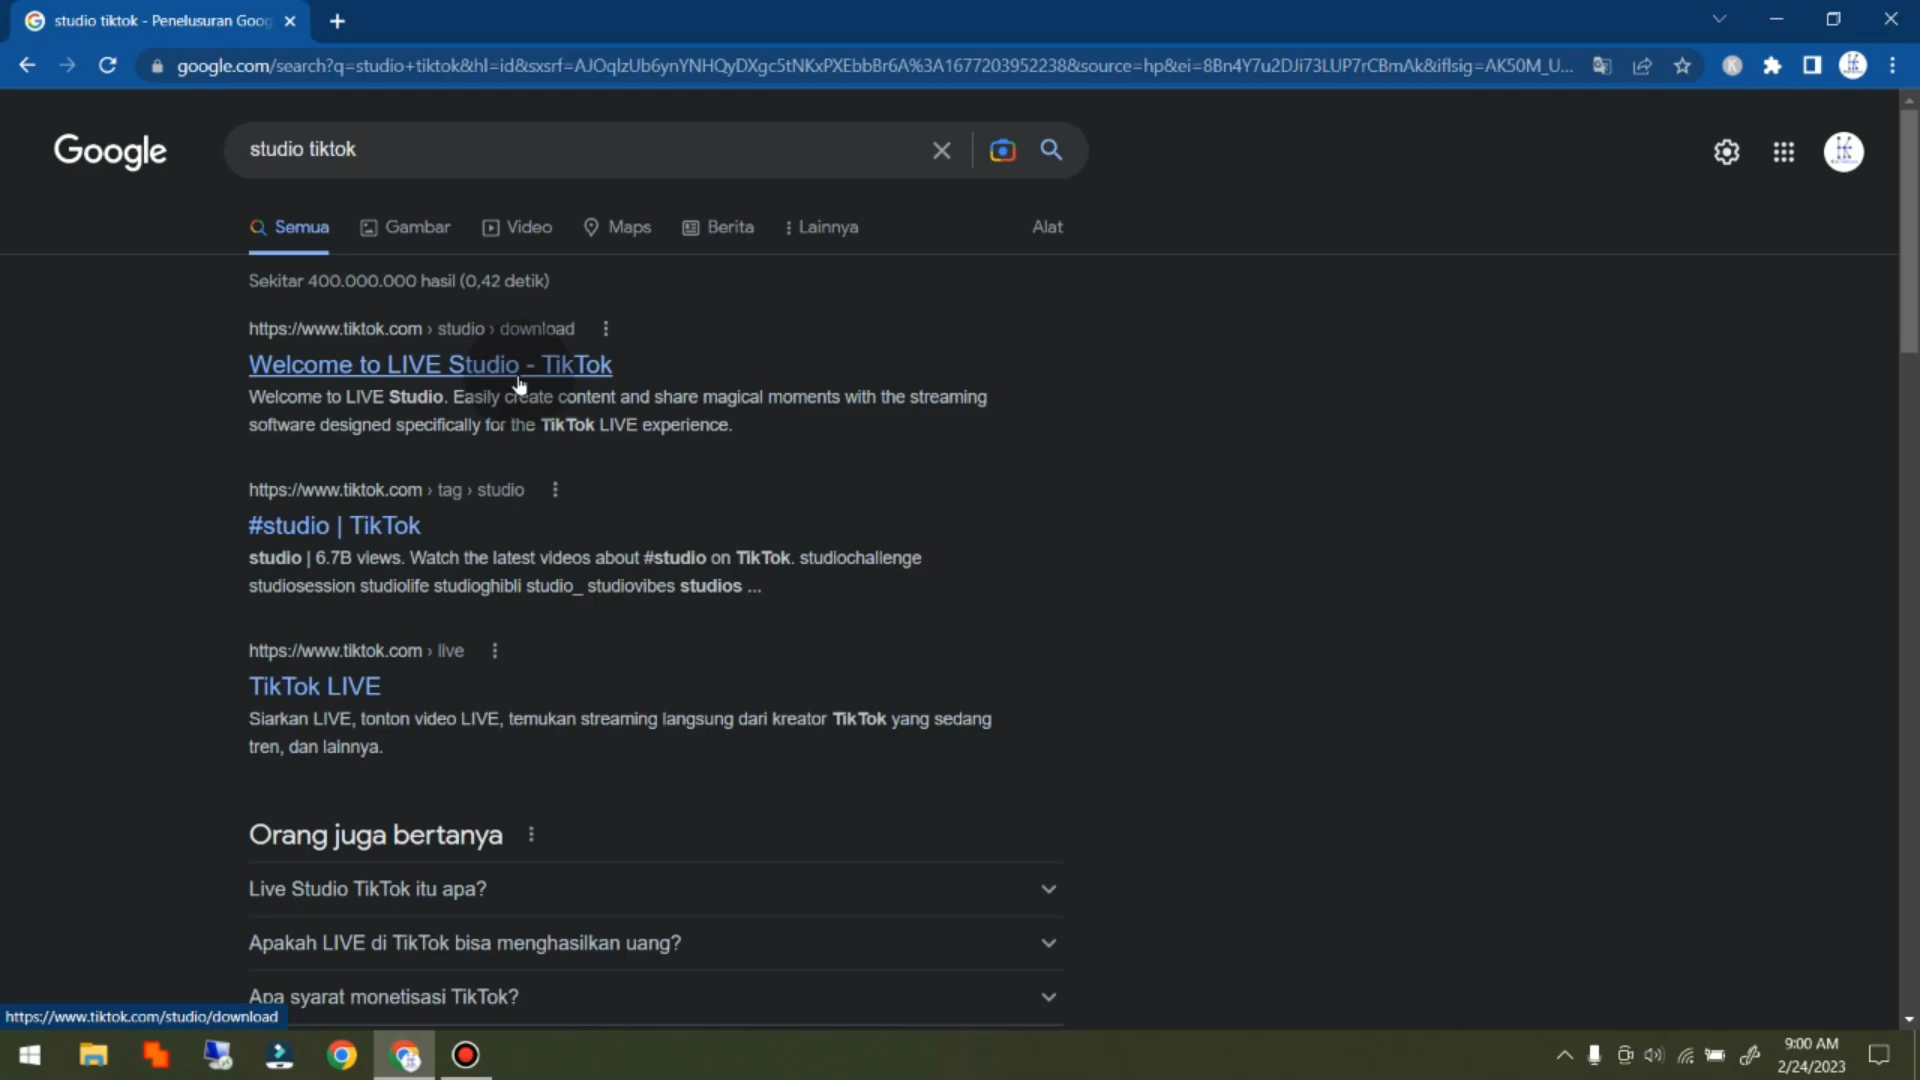 studio tiktok - Penelusuran Goog
google.com/search?q=studio+tiktok&hl=id&sxsrf=AJOqlzUb6ynYNHQyDXgc5tNKxPXEbbBr6A%3A1677203952238&source=hp&ei=8Bn4Y7u2DJi73LUP7rCBmAk&iflsig=AK50M_U...
Google
studio tiktok
Semua
Gambar
Video
Maps
Berita
Lainnya
Alat
Sekitar 400.000.000 hasil (0,42 detik)
https://www.tiktok.com › studio › download
Welcome to LIVE Studio - TikTok
Welcome to LIVE Studio. Easily create content and share magical moments with the streaming
software designed specifically for the TikTok LIVE experience.
https://www.tiktok.com › tag › studio
#studio | TikTok
studio | 6.7B views. Watch the latest videos about #studio on TikTok. studiochallenge
studiosession studiolife studioghibli studio_ studiovibes studios ...
https://www.tiktok.com › live
TikTok LIVE
Siarkan LIVE, tonton video LIVE, temukan streaming langsung dari kreator TikTok yang sedang
tren, dan lainnya.
Orang juga bertanya
Live Studio TikTok itu apa?
Apakah LIVE di TikTok bisa menghasilkan uang?
Apa syarat monetisasi TikTok?
https://www.tiktok.com/studio/download
9:00 AM
2/24/2023